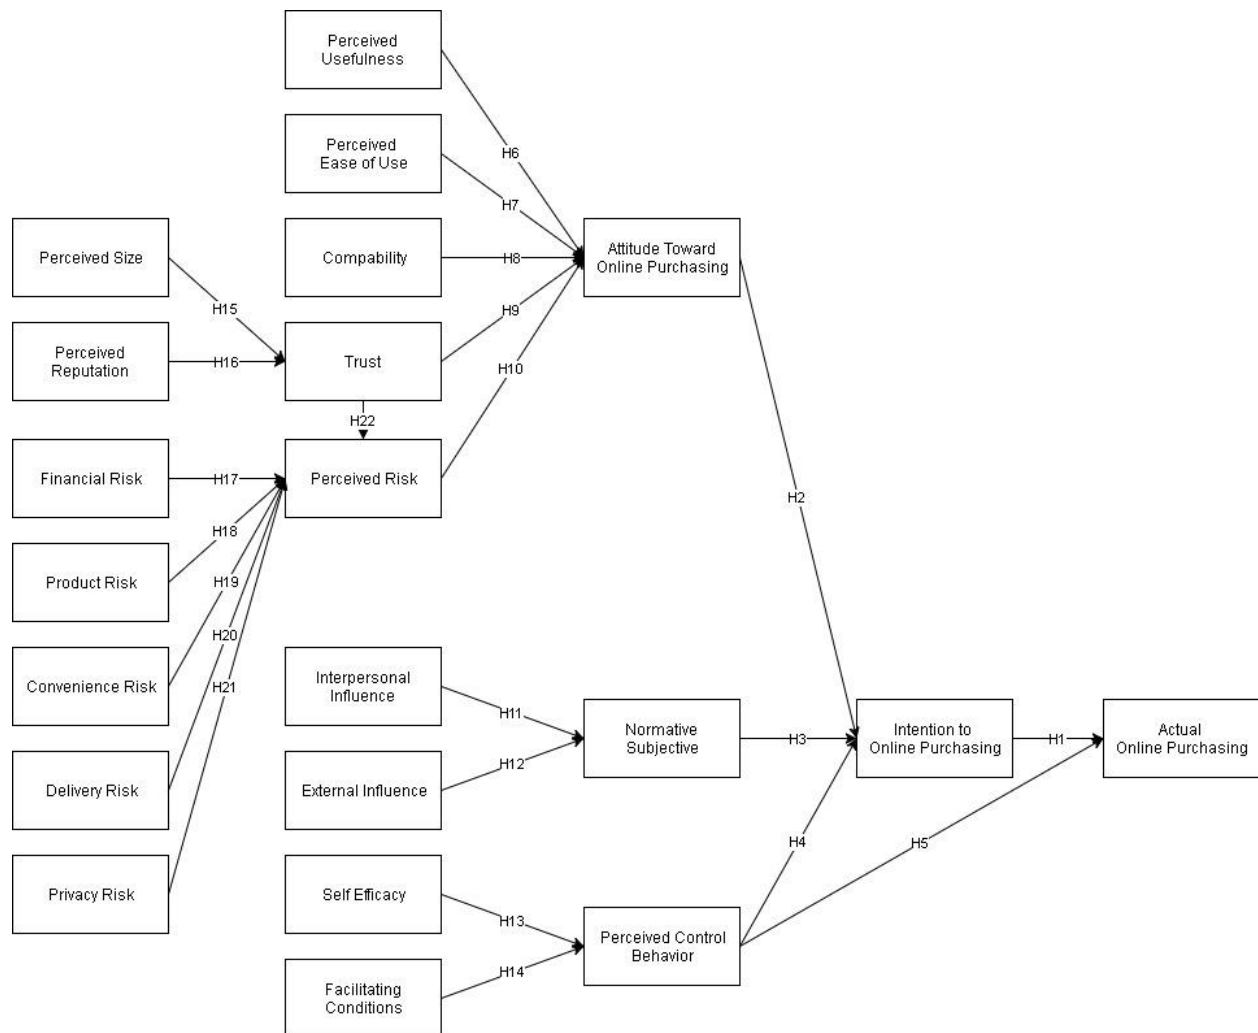 Perceived
Usefulness
H6
Perceived
Ease of Use
H7
Perceived Size
Compability
H8
Attitude Toward
Online Purchasing
H15
H9
Perceived
Reputation
H16
Trust
H10
H22
Financial Risk
H17
Perceived Risk
H2
H18
Product Risk
H19
H20
Convenience Risk
H21
Interpersonal
Influence
H11
Normative
Subjective
H3
Intention to
Online Purchasing
H1
Actual
Online Purchasing
H12
Delivery Risk
External Influence
H4
H5
Privacy Risk
Self Efficacy
H13
Perceived Control
Behavior
H14
Facilitating
Conditions